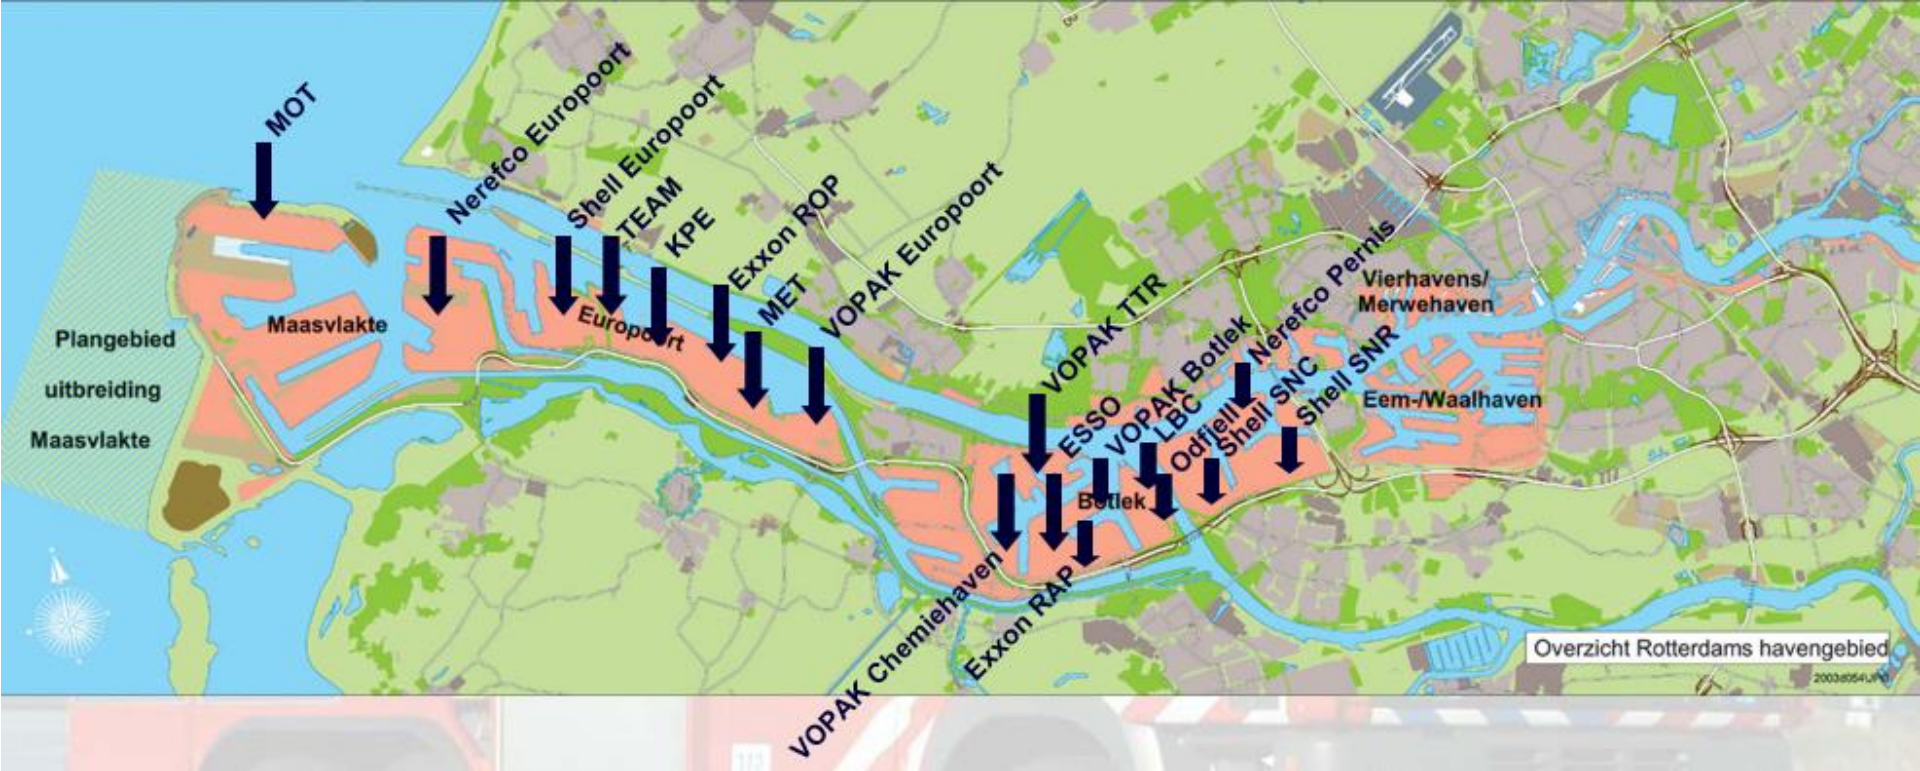 MOT
Nerefco Europoort
Shell Europoort
TEAM
KPE
Exxon ROP
MET
VOPAK Europoort
VOPAK TTR
ESSO
VOPAK Botlek
LBC
Odfjell
Shell SNC
Nerefco Pernis
Shell SNR
VOPAK Chemiehaven
Exxon RAP
Plangebied
uitbreiding
Maasvlakte
Maasvlakte
Europoort
Botlek
Vierhavens/
Merwehaven
Eem-/Waalhaven
Overzicht Rotterdams havengebied
112